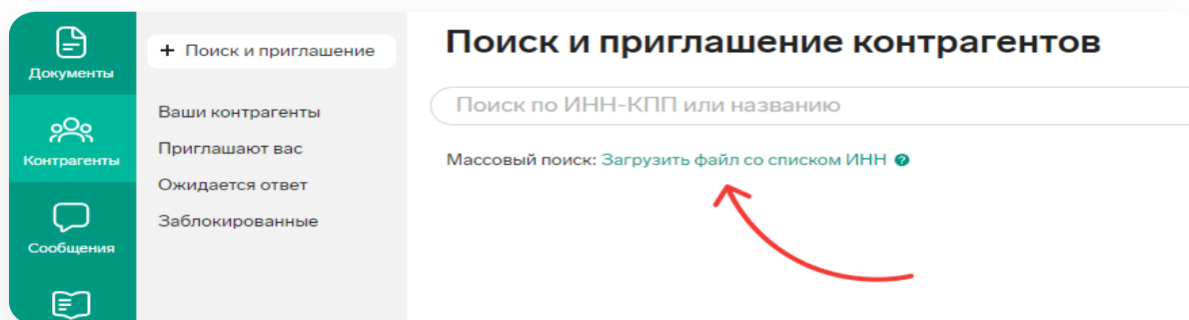 Документы
Контрагенты
Сообщения
+ Поиск и приглашение
Ваши контрагенты
Приглашают вас
Ожидается ответ
Заблокированные
Поиск и приглашение контрагентов
Поиск по ИНН-КПП или названию
Массовый поиск: Загрузить файл со списком ИНН ?